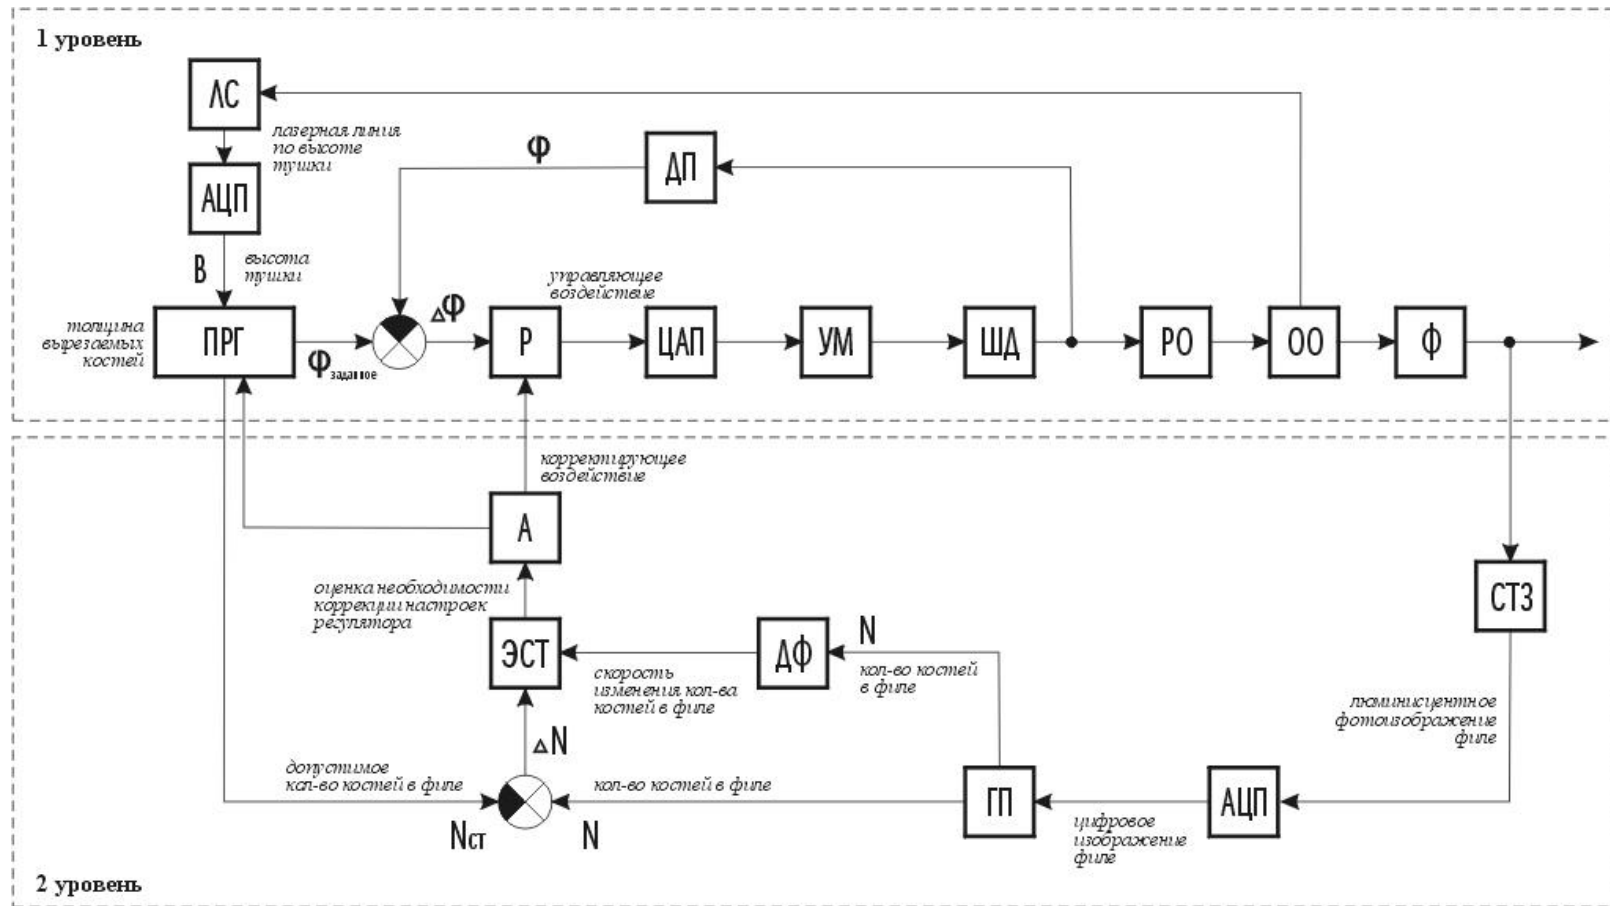 1 уровень
ЛС
лазерная линия
по высоте
тушки
φ
ДП
АЦП
B
высота
тушки
управляющее
воздействие
Δφ
толщина
вырезаемых
костей
ПРГ
φзаданное
Р
ЦАП
УМ
ШД
РО
ОО
Ф
корректирующее
воздействие
А
оценка необходимости
коррекции настроек
регулятора
СТЗ
ЭСТ
ДФ
N
скорость
изменения кол-ва
костей в филе
кол-во костей
в филе
люминисцентное
фотоизображение
филе
ΔN
допустимое
кол-во костей в филе
кол-во костей в филе
ГП
АЦП
Nст
N
цифровое
изображение
филе
2 уровень